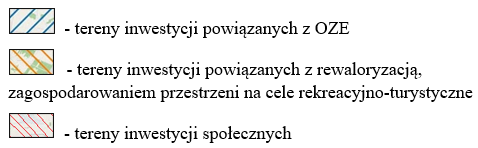 - tereny inwestycji powiązanych z OZE
- tereny inwestycji powiązanych z rewaloryzacją,
zagospodarowaniem przestrzeni na cele rekreacyjno-turystyczne
- tereny inwestycji społecznych